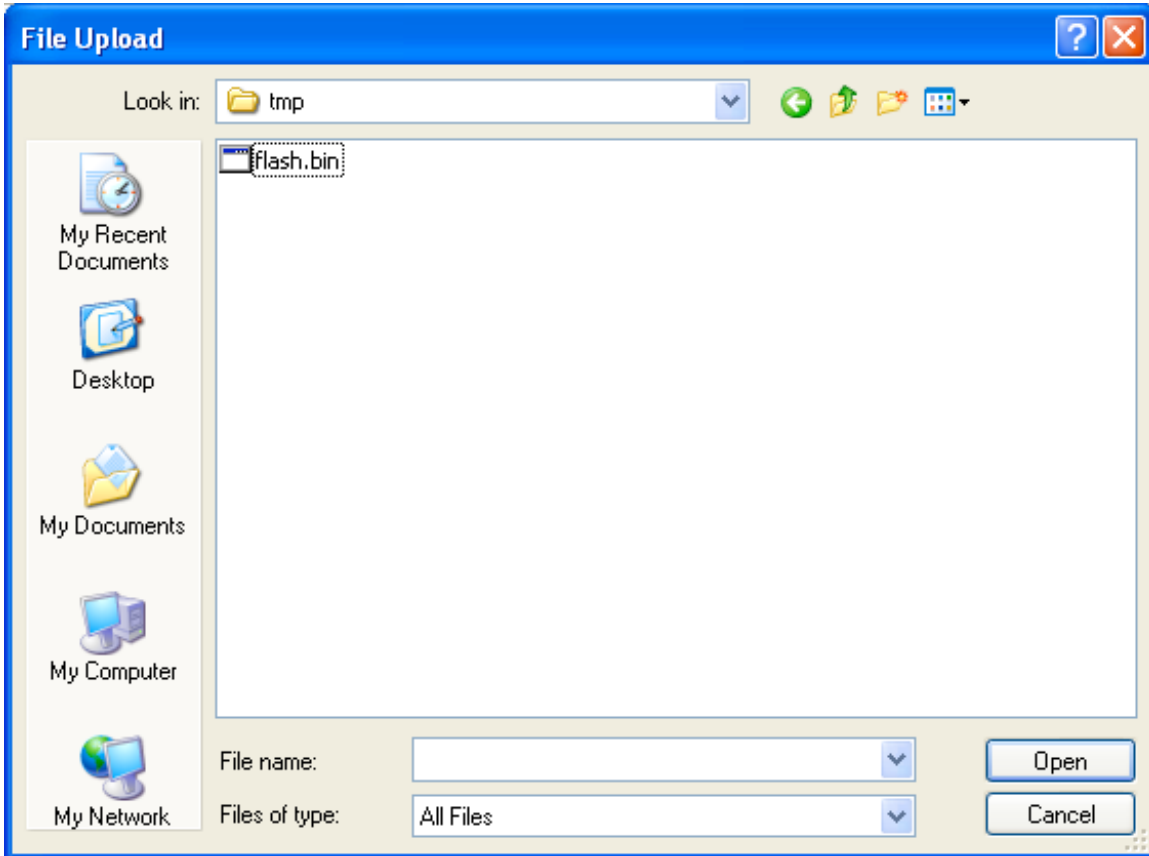 File Upload
Look in:
tmp
flash.bin
My Recent
Documents
Desktop
My Documents
My Computer
My Network
File name:
Open
Files of type:
All Files
Cancel